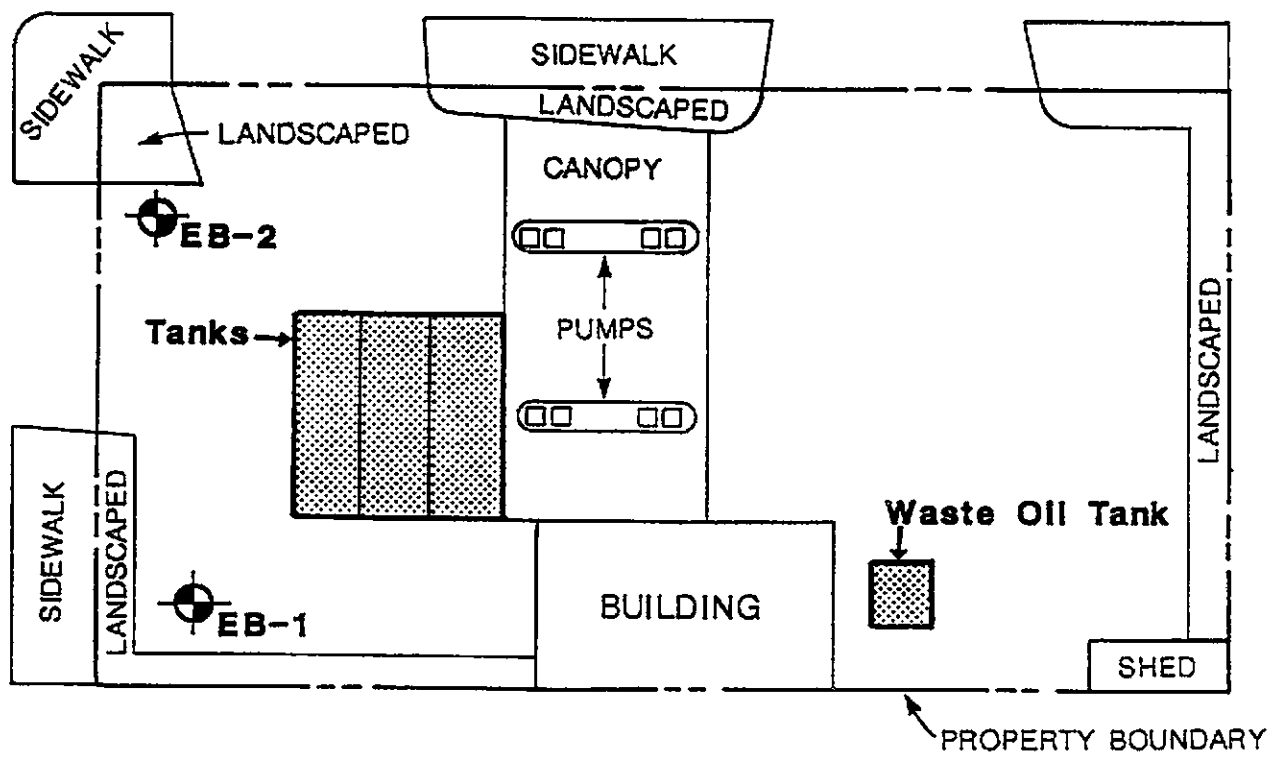 SIDEWALK
SIDEWALK
LANDSCAPED
LANDSCAPED
CANOPY
EB-2
Tanks
PUMPS
LANDSCAPED
Waste Oil Tank
SIDEWALK
LANDSCAPED
EB-1
BUILDING
SHED
PROPERTY BOUNDARY